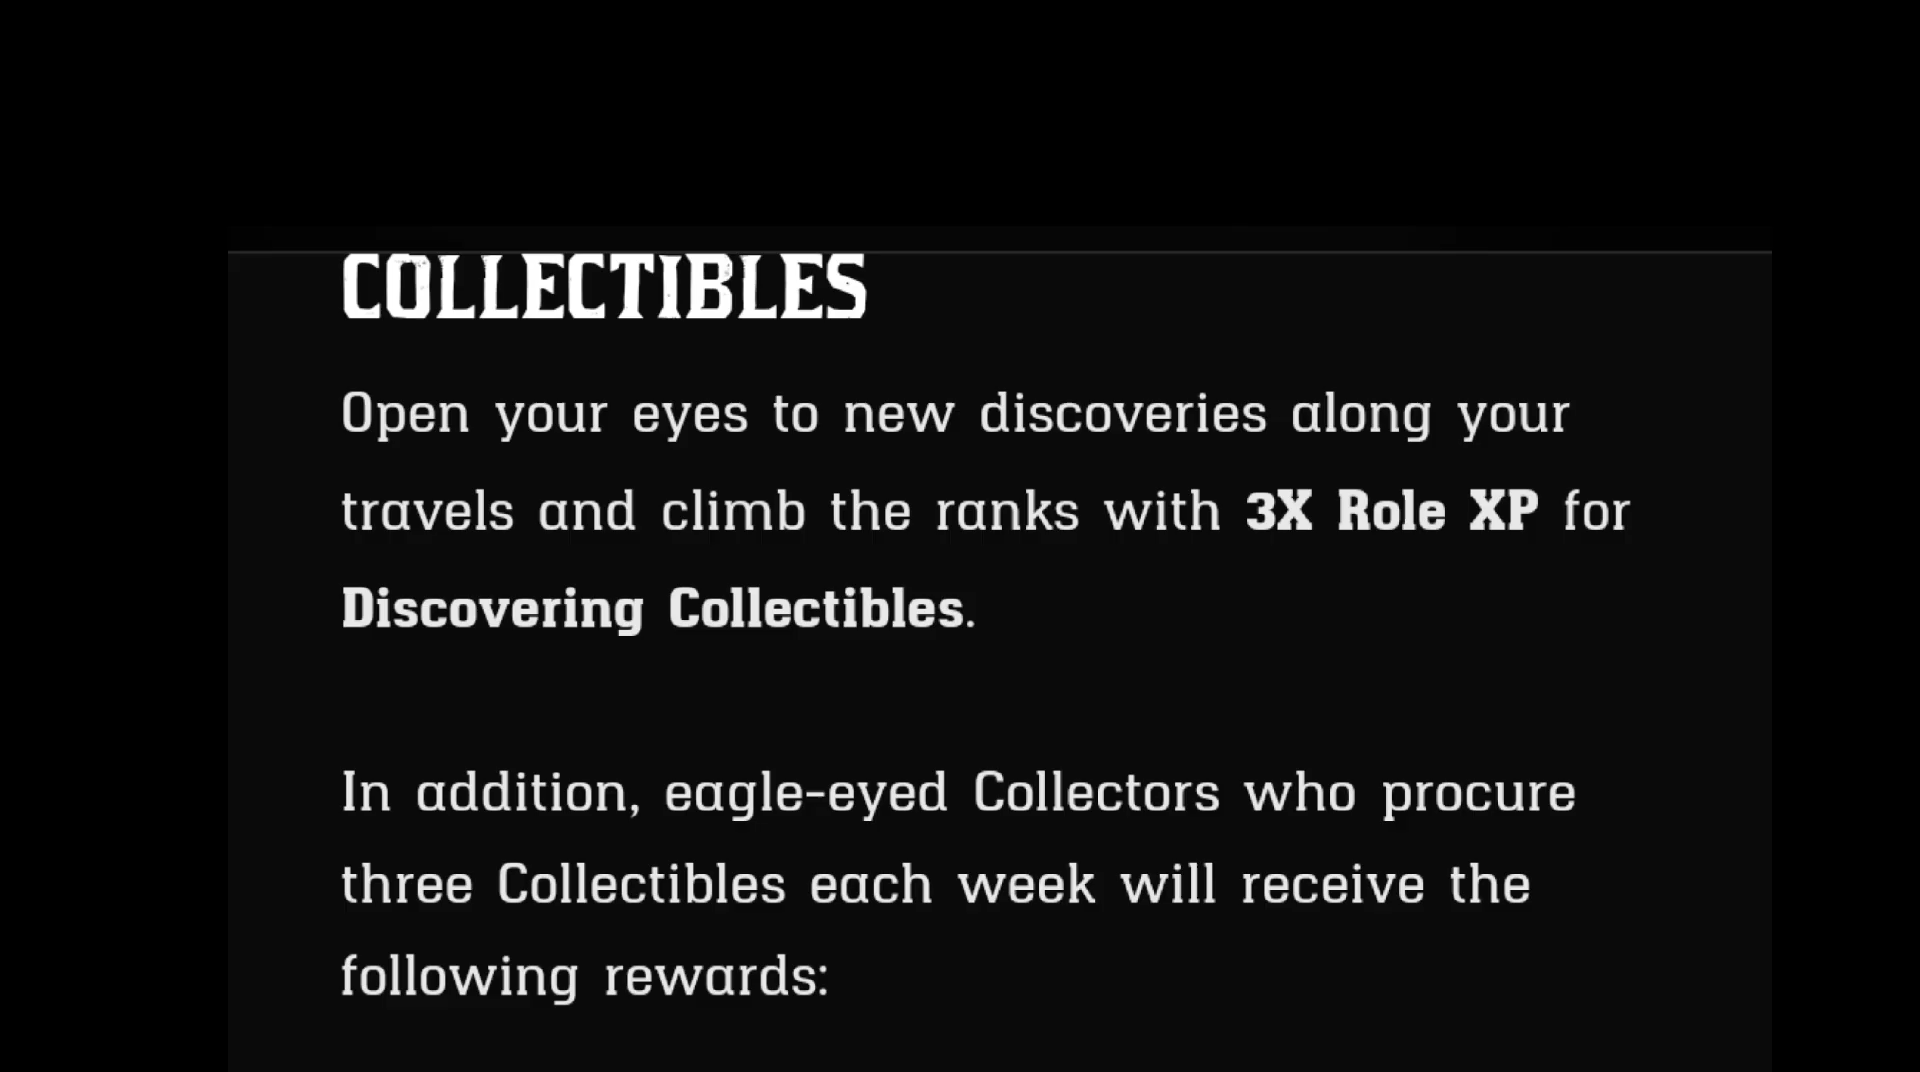 COLLECTIBLES
Open your eyes to new discoveries along your
travels and climb the ranks with 3X Role XP for
Discovering Collectibles.
In addition, eagle-eyed Collectors who procure
three Collectibles each week will receive the
following rewards: